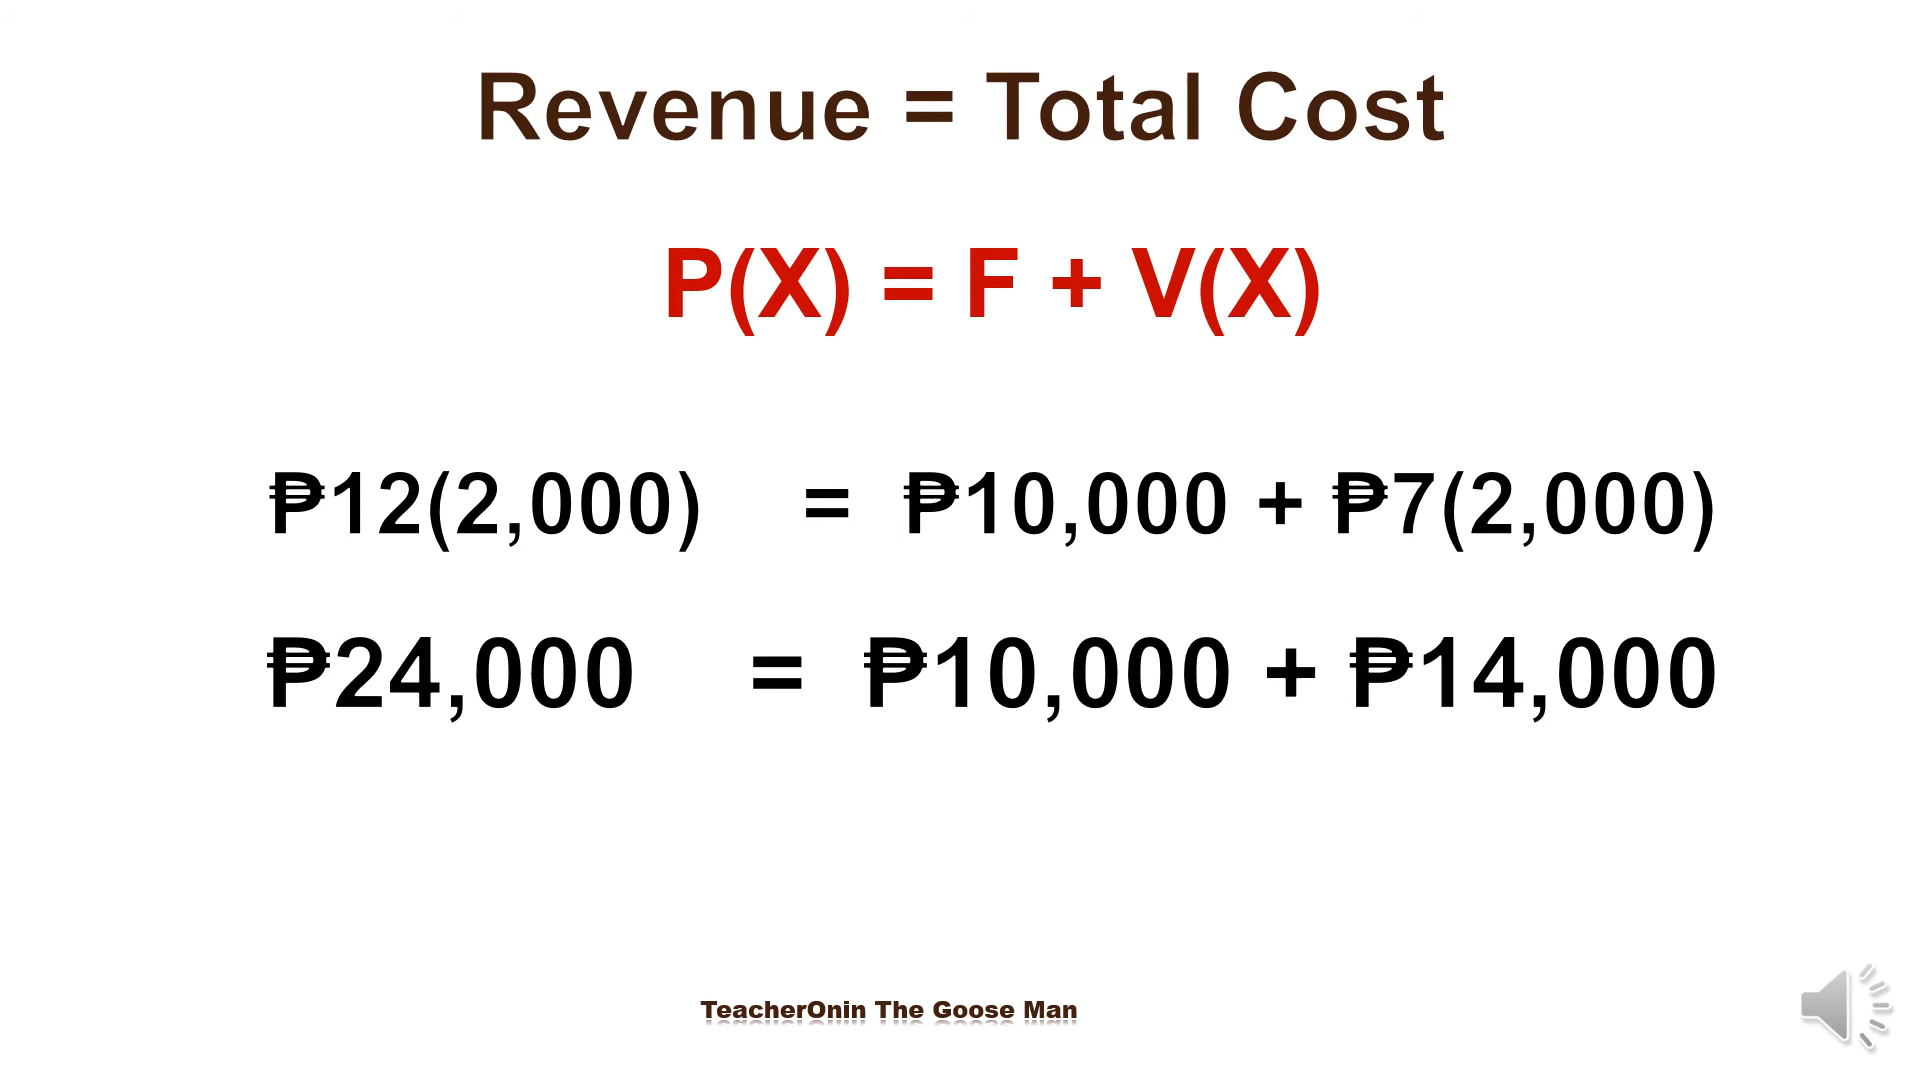 Revenue = Total Cost
P(X) = F + V(X)
₱12(2,000) = ₱10,000 + ₱7(2,000)
₱24,000 = ₱10,000 + ₱14,000
TeacherOnin The Goose Man